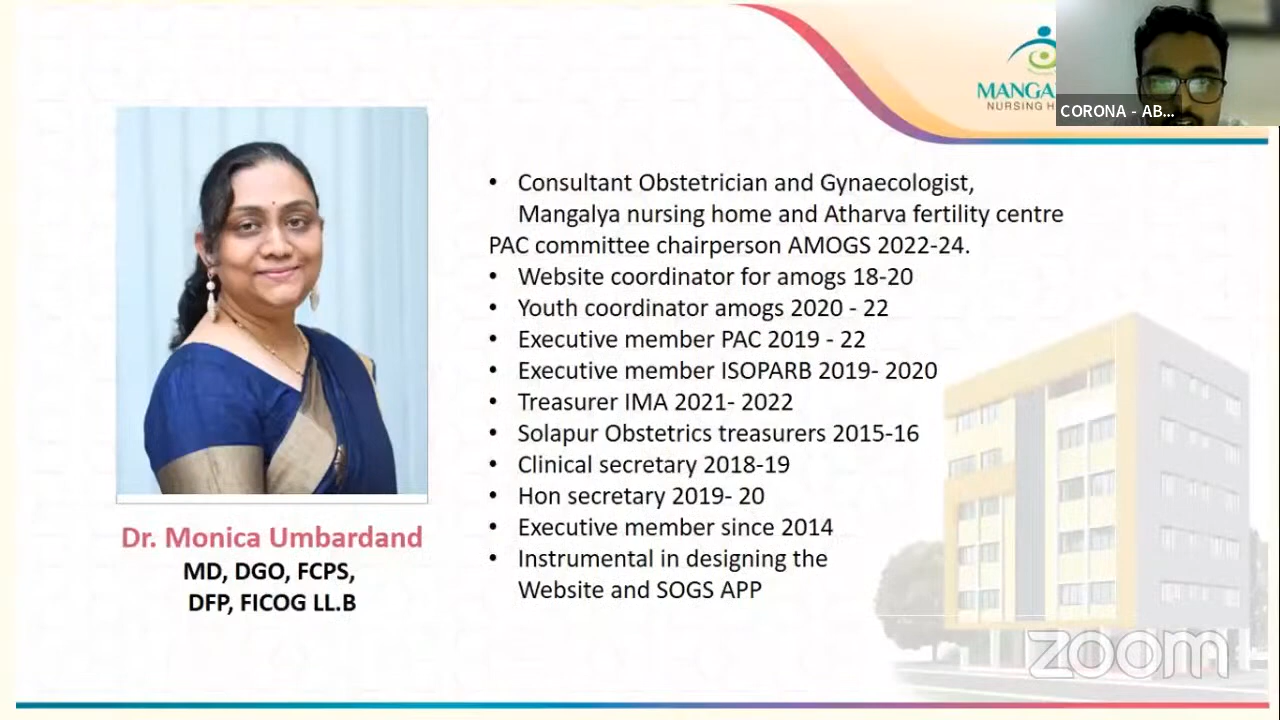 MANGA
NURSING H
CORONA - AB...
• Consultant Obstetrician and Gynaecologist,
Mangalya nursing home and Atharva fertility centre
PAC committee chairperson AMOGS 2022-24.
• Website coordinator for amogs 18-20
• Youth coordinator amogs 2020 - 22
• Executive member PAC 2019 - 22
• Executive member ISOPARB 2019- 2020
• Treasurer IMA 2021- 2022
• Solapur Obstetrics treasurers 2015-16
• Clinical secretary 2018-19
• Hon secretary 2019- 20
• Executive member since 2014
• Instrumental in designing the
Website and SOGS APP
Dr. Monica Umbardand
MD, DGO, FCPS,
DFP, FICOG LL.B
zoom